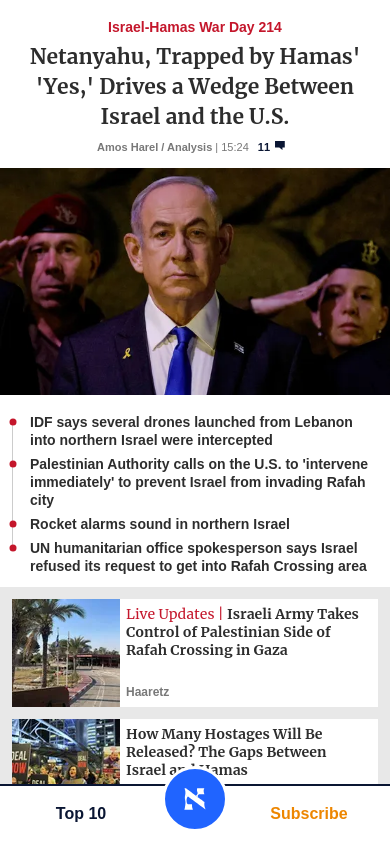 Israel-Hamas War Day 214
Netanyahu, Trapped by Hamas'
'Yes,' Drives a Wedge Between
Israel and the U.S.
Amos Harel / Analysis | 15:24 11
IDF says several drones launched from Lebanon
into northern Israel were intercepted
Palestinian Authority calls on the U.S. to 'intervene
immediately' to prevent Israel from invading Rafah
city
Rocket alarms sound in northern Israel
UN humanitarian office spokesperson says Israel
refused its request to get into Rafah Crossing area
Live Updates | Israeli Army Takes
Control of Palestinian Side of
Rafah Crossing in Gaza
Haaretz
How Many Hostages Will Be
Released? The Gaps Between
Israel and Hamas
DEAL
NOW
DEAL
Top 10
Subscribe